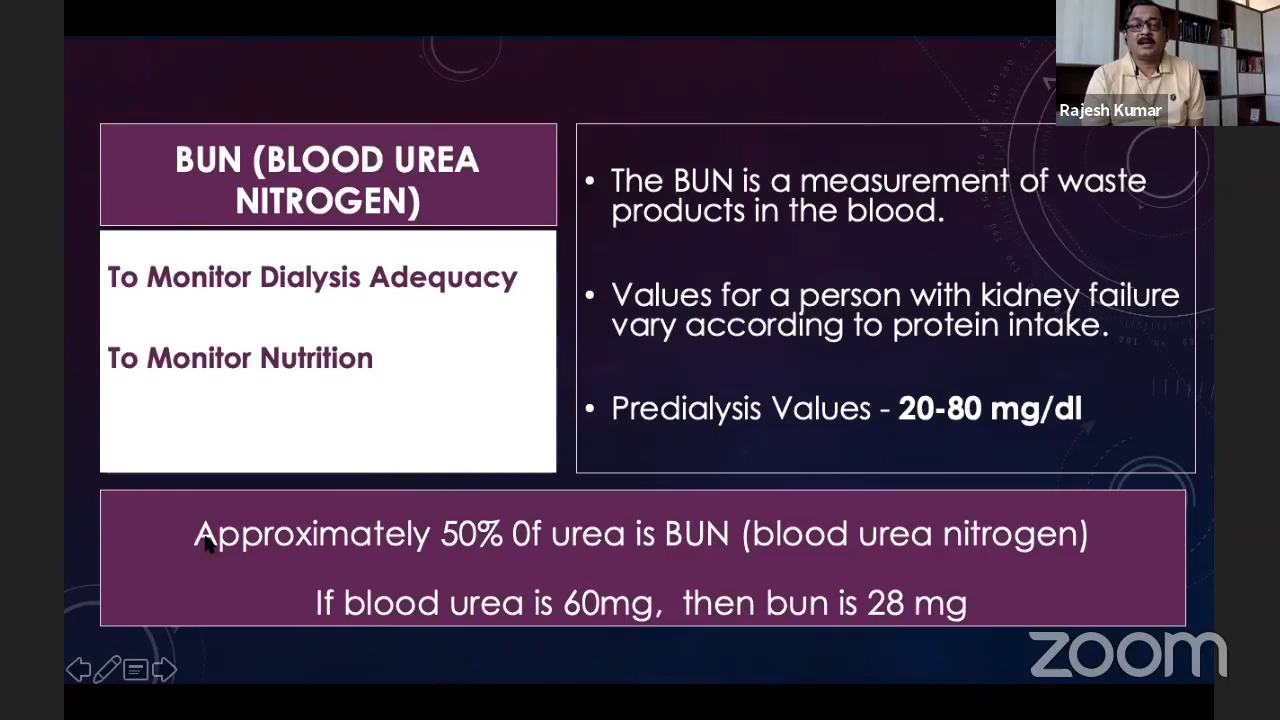 Rajesh Kumar
BUN (BLOOD UREA
NITROGEN)
To Monitor Dialysis Adequacy
To Monitor Nutrition
• The BUN is a measurement of waste
products in the blood.
• Values for a person with kidney failure
vary according to protein intake.
• Predialysis Values - 20-80 mg/dl
Approximately 50% 0f urea is BUN (blood urea nitrogen)
If blood urea is 60mg, then bun is 28 mg
zoom